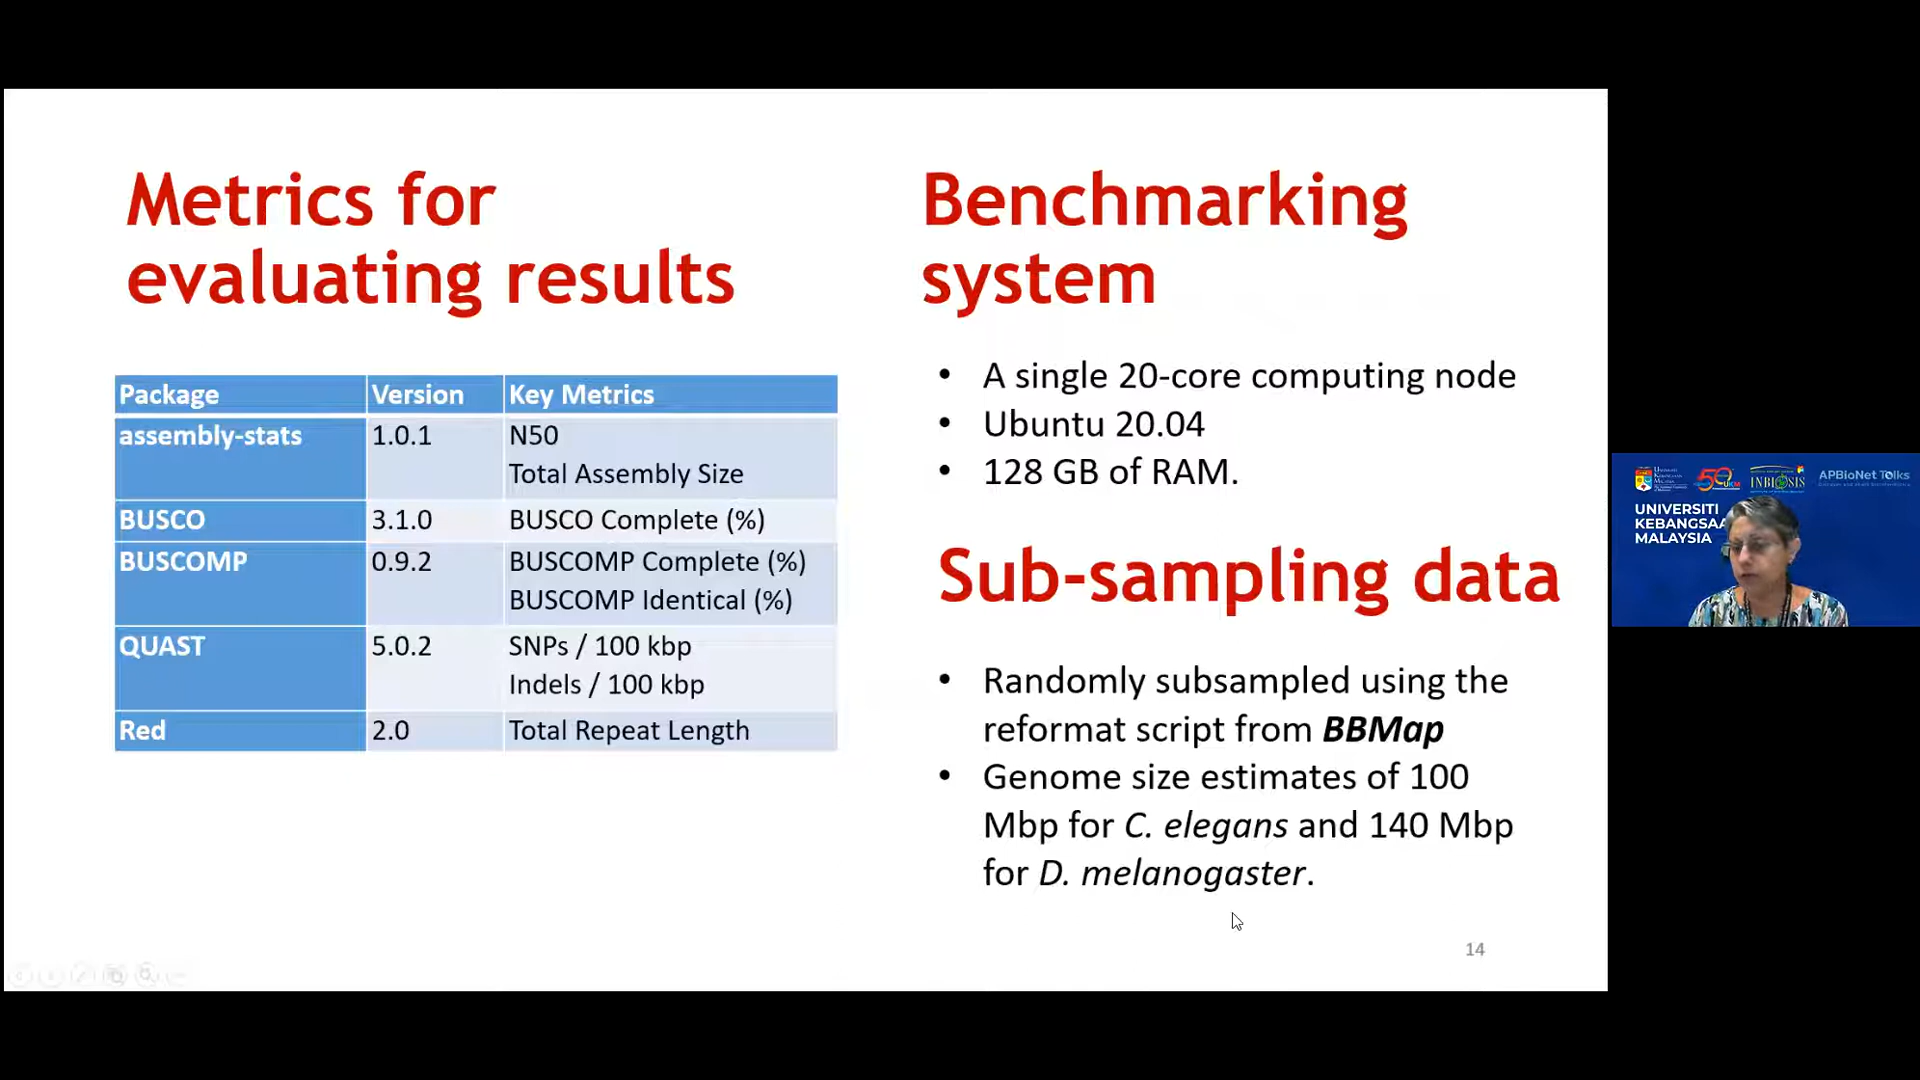 Metrics for
evaluating results
Package Version Key Metrics
assembly-stats 1.0.1 N50
Total Assembly Size
BUSCO 3.1.0 BUSCO Complete (%)
BUSCOMP 0.9.2 BUSCOMP Complete (%)
BUSCOMP Identical (%)
QUAST 5.0.2 SNPs / 100 kbp
Indels / 100 kbp
Red 2.0 Total Repeat Length
Benchmarking
system
• A single 20-core computing node
• Ubuntu 20.04
• 128 GB of RAM.
Sub-sampling data
• Randomly subsampled using the
reformat script from BBMap
• Genome size estimates of 100
Mbp for C. elegans and 140 Mbp
for D. melanogaster.
14
50 UKM
INBIOSIS
APBioNet Talks
UNIVERSITI
KEBANGSAA
MALAYSIA